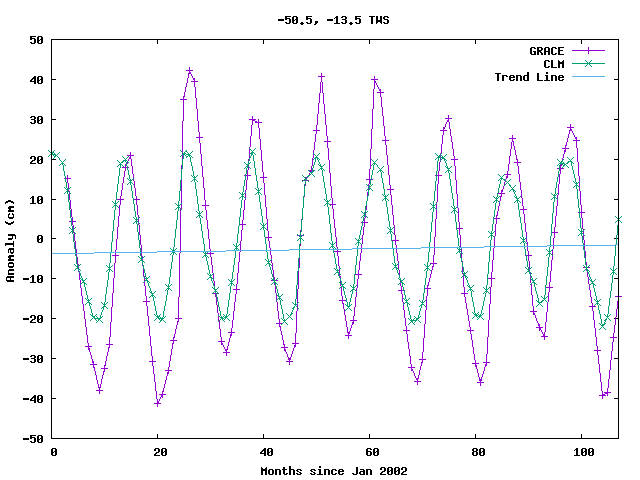 -50.5, -13.5 TWS
GRACE
CLM
Trend Line
50
40
30
20
10
0
-10
-20
-30
-40
-50
Anomaly (cm)
0 20 40 60 80 100
Months since Jan 2002